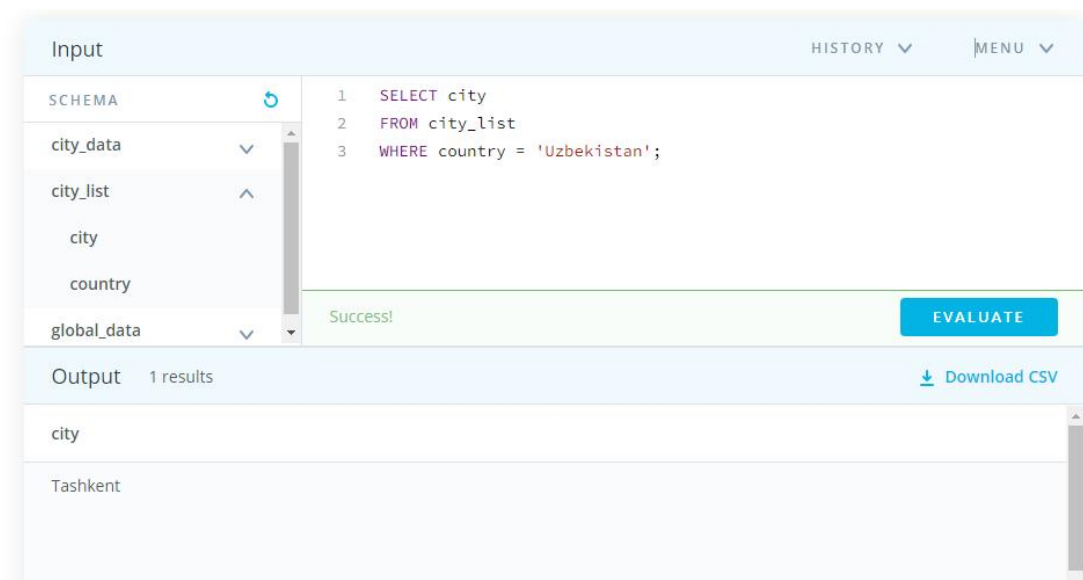 Input
HISTORY
MENU
SCHEMA
city_data
city_list
city
country
global_data
1 SELECT city
2 FROM city_list
3 WHERE country = 'Uzbekistan';
Success!
EVALUATE
Output 1 results
Download CSV
city
Tashkent